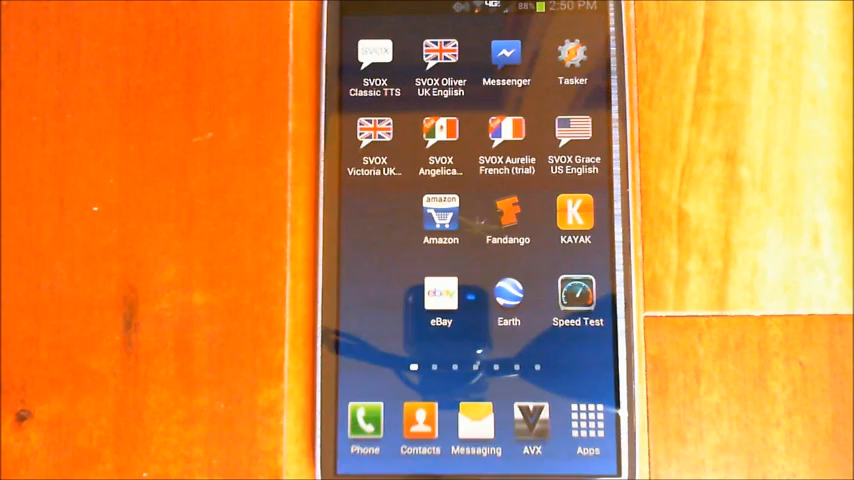 4G 88% 2:50 PM
SVOX
SVOX Classic TTS
SVOX Oliver UK English
Messenger
Tasker
SVOX Victoria UK...
SVOX Angelica...
SVOX Aurelie French (trial)
SVOX Grace US English
amazon
K
Amazon
Fandango
KAYAK
ebay
eBay
Earth
Speed Test
V
Phone
Contacts
Messaging
AVX
Apps